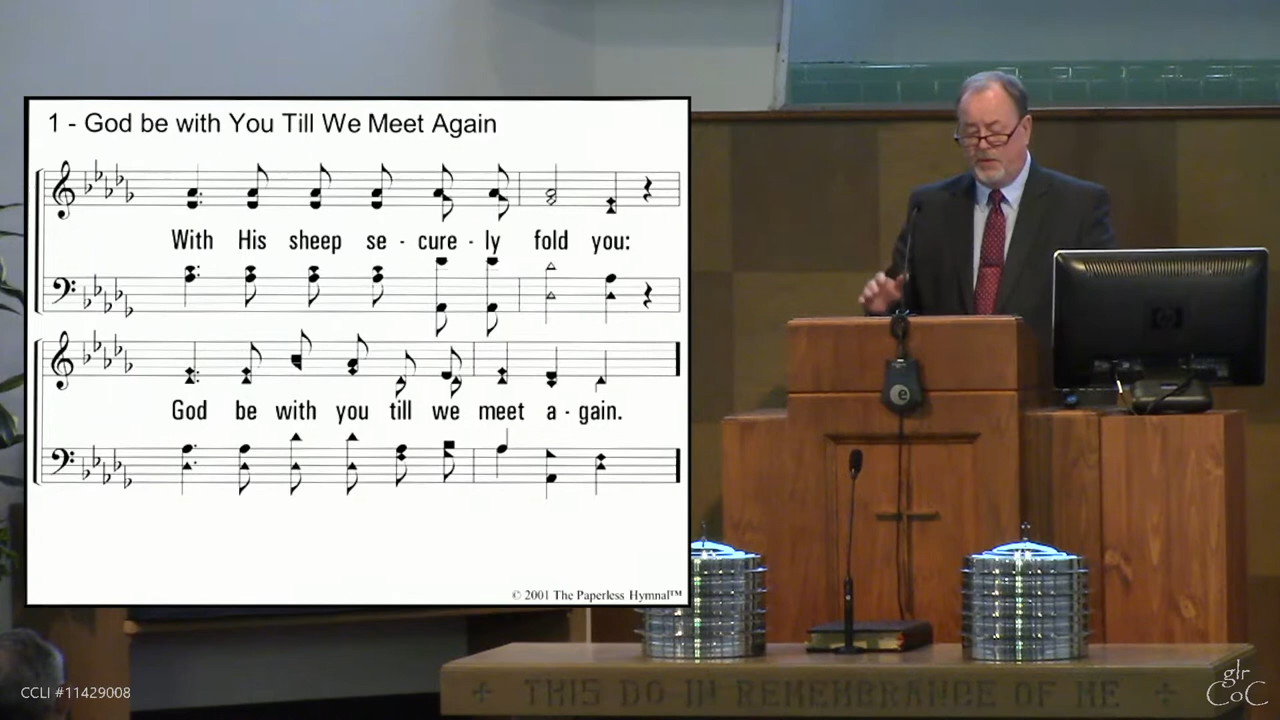 1 - God be with You Till We Meet Again
With His sheep se - cure - ly fold you:
God be with you till we meet a - gain.
© 2001 The Paperless Hymnal™
hp
e
THIS DO IN REMEMBRANCE OF ME
CCLI #11429008
glr
CoC